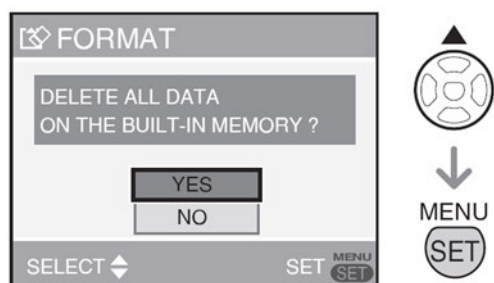 FORMAT
DELETE ALL DATA
ON THE BUILT-IN MEMORY ?
YES
NO
SELECT SET MENU SET
MENU
SET